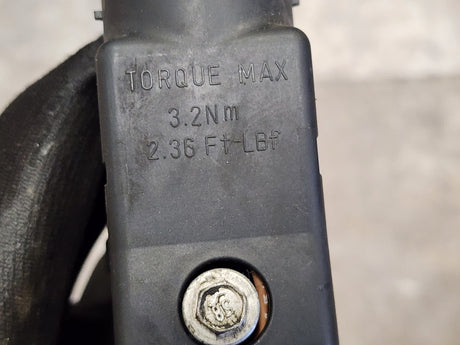 TORQUE MAX
3.2Nm
2.36 Ft-LBf